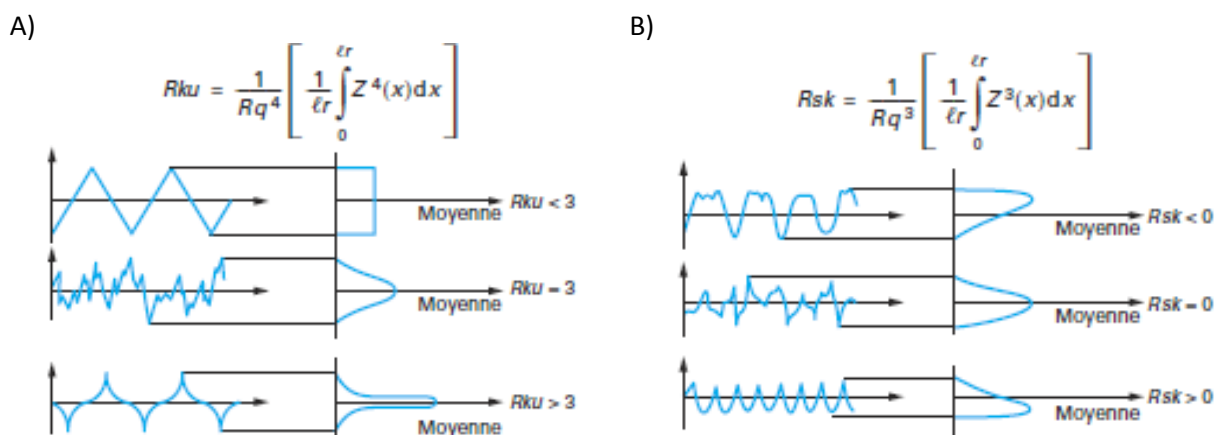 A)
Rku = 1/Rq⁴ [ 1/ℓr ∫₀^ℓr Z⁴(x)dx ]
Moyenne Rku < 3
Moyenne Rku = 3
Moyenne Rku > 3
B)
Rsk = 1/Rq³ [ 1/ℓr ∫₀^ℓr Z³(x)dx ]
Moyenne Rsk < 0
Moyenne Rsk = 0
Moyenne Rsk > 0